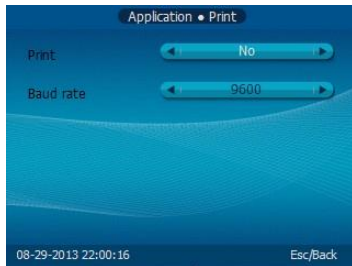 Application ● Print
Print No
Baud rate 9600
08-29-2013 22:00:16 Esc/Back